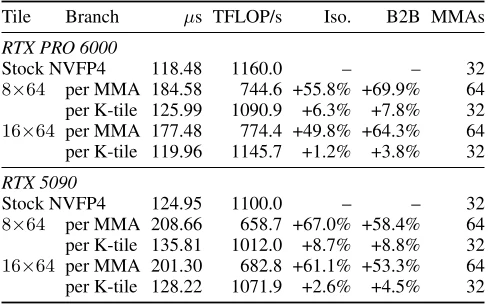 Tile Branch μs TFLOP/s Iso. B2B MMAs
RTX PRO 6000
Stock NVFP4 118.48 1160.0 – – 32
8×64 per MMA 184.58 744.6 +55.8% +69.9% 64
per K-tile 125.99 1090.9 +6.3% +7.8% 32
16×64 per MMA 177.48 774.4 +49.8% +64.3% 64
per K-tile 119.96 1145.7 +1.2% +3.8% 32
RTX 5090
Stock NVFP4 124.95 1100.0 – – 32
8×64 per MMA 208.66 658.7 +67.0% +58.4% 64
per K-tile 135.81 1012.0 +8.7% +8.8% 32
16×64 per MMA 201.30 682.8 +61.1% +53.3% 64
per K-tile 128.22 1071.9 +2.6% +4.5% 32